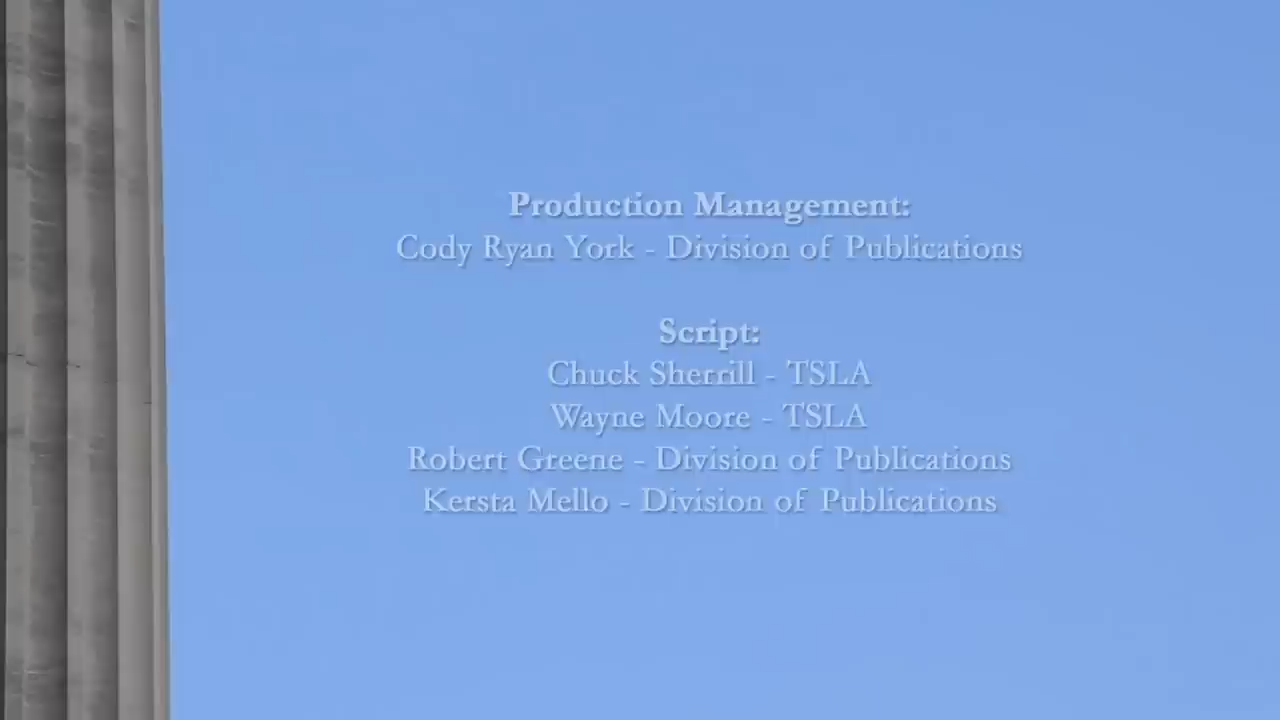 Production Management:
Cody Ryan York - Division of Publications
Script:
Chuck Sherrill - TSLA
Wayne Moore - TSLA
Robert Greene - Division of Publications
Kersta Mello - Division of Publications